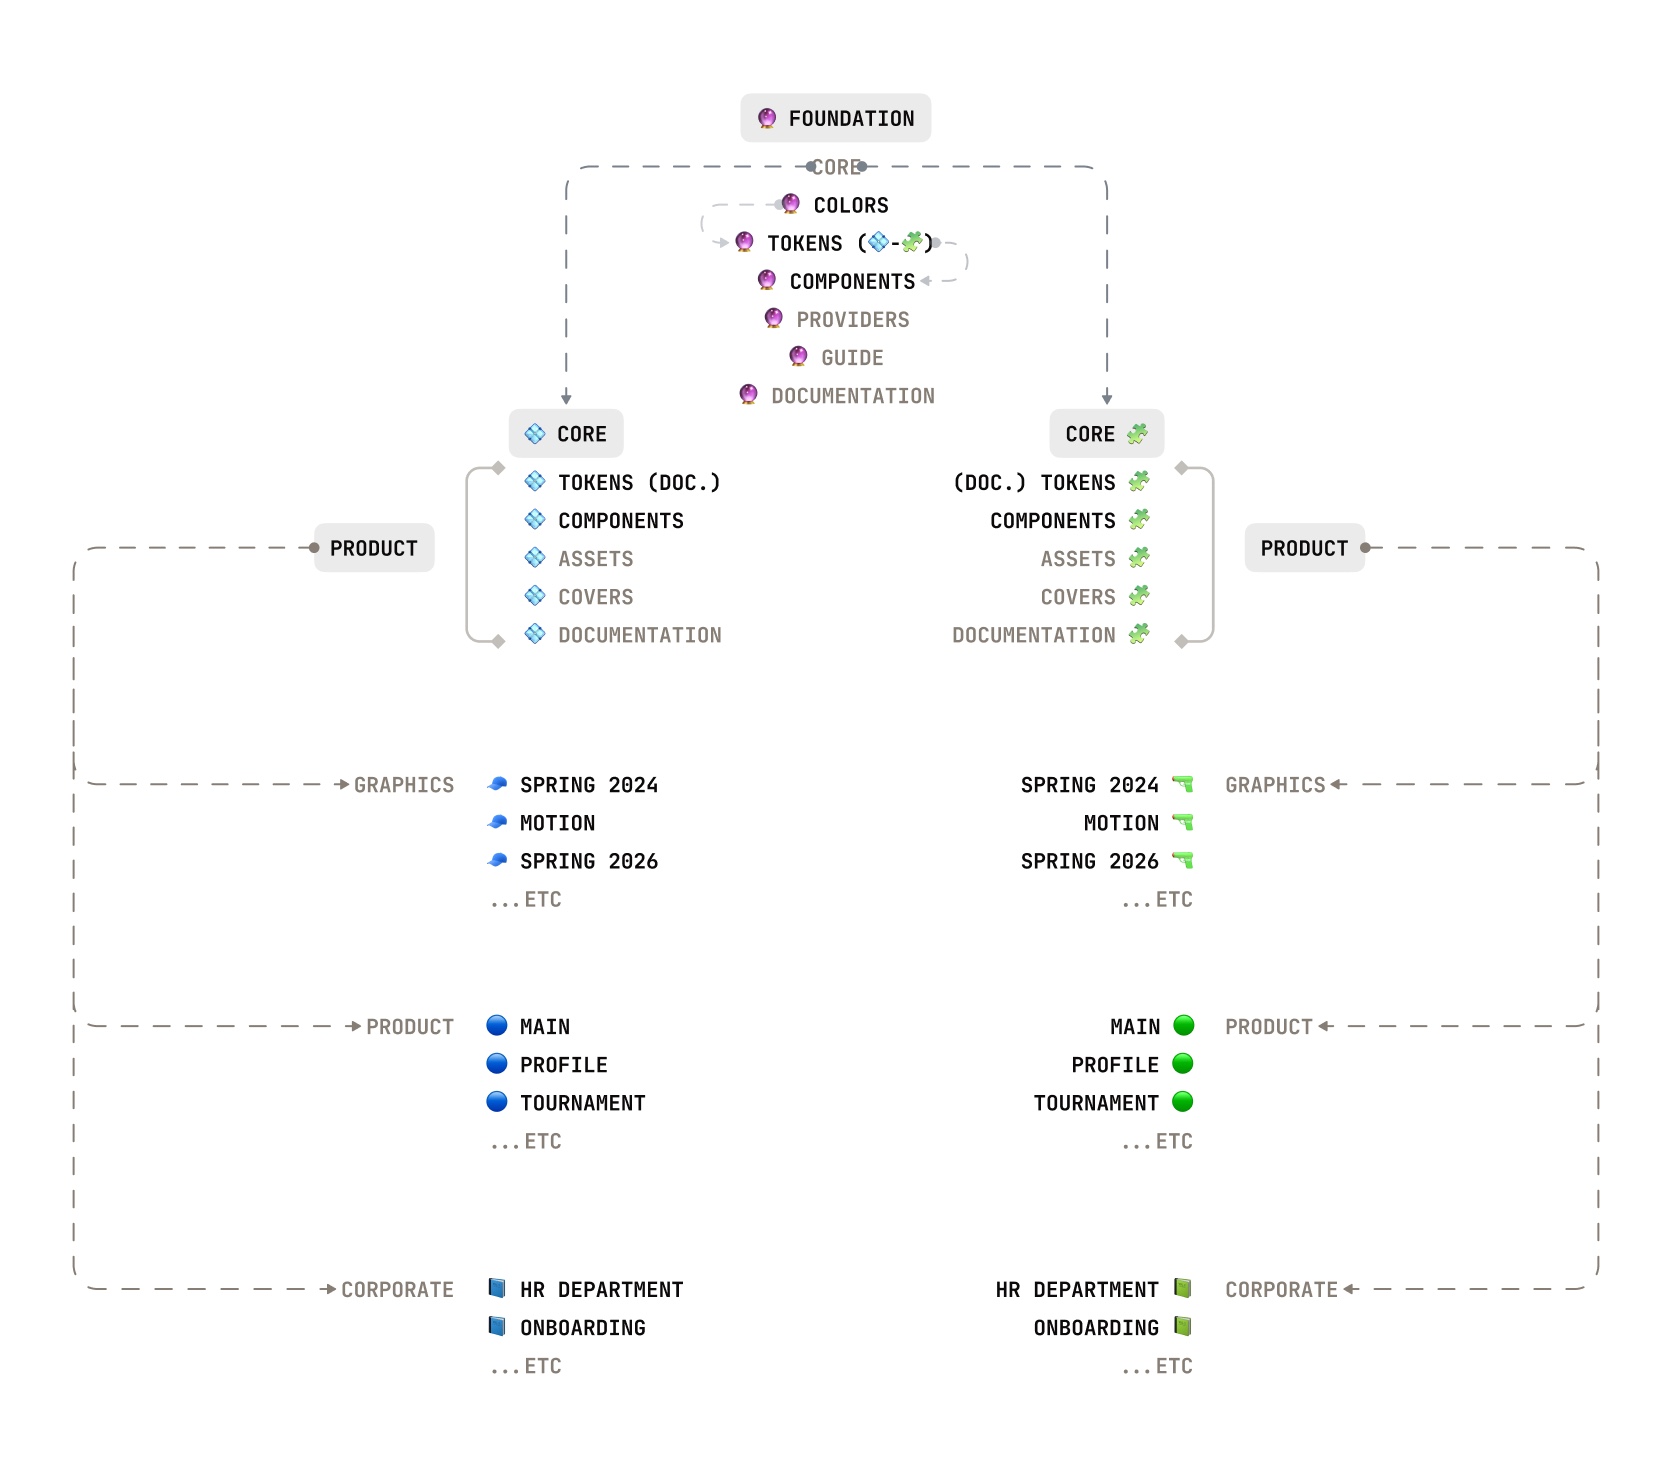 🔮 FOUNDATION
CORE
🔮 COLORS
🔮 TOKENS (💠-🧩)
🔮 COMPONENTS
🔮 PROVIDERS
🔮 GUIDE
🔮 DOCUMENTATION
💠 CORE
💠 TOKENS (DOC.)
💠 COMPONENTS
💠 ASSETS
💠 COVERS
💠 DOCUMENTATION
PRODUCT
CORE 🧩
(DOC.) TOKENS 🧩
COMPONENTS 🧩
ASSETS 🧩
COVERS 🧩
DOCUMENTATION 🧩
PRODUCT
GRAPHICS
🧢 SPRING 2024
🧢 MOTION
🧢 SPRING 2026
...ETC
SPRING 2024 🔫
MOTION 🔫
SPRING 2026 🔫
...ETC
GRAPHICS
PRODUCT
🔵 MAIN
🔵 PROFILE
🔵 TOURNAMENT
...ETC
MAIN 🟢
PROFILE 🟢
TOURNAMENT 🟢
...ETC
PRODUCT
CORPORATE
📘 HR DEPARTMENT
📘 ONBOARDING
...ETC
HR DEPARTMENT 📗
ONBOARDING 📗
...ETC
CORPORATE